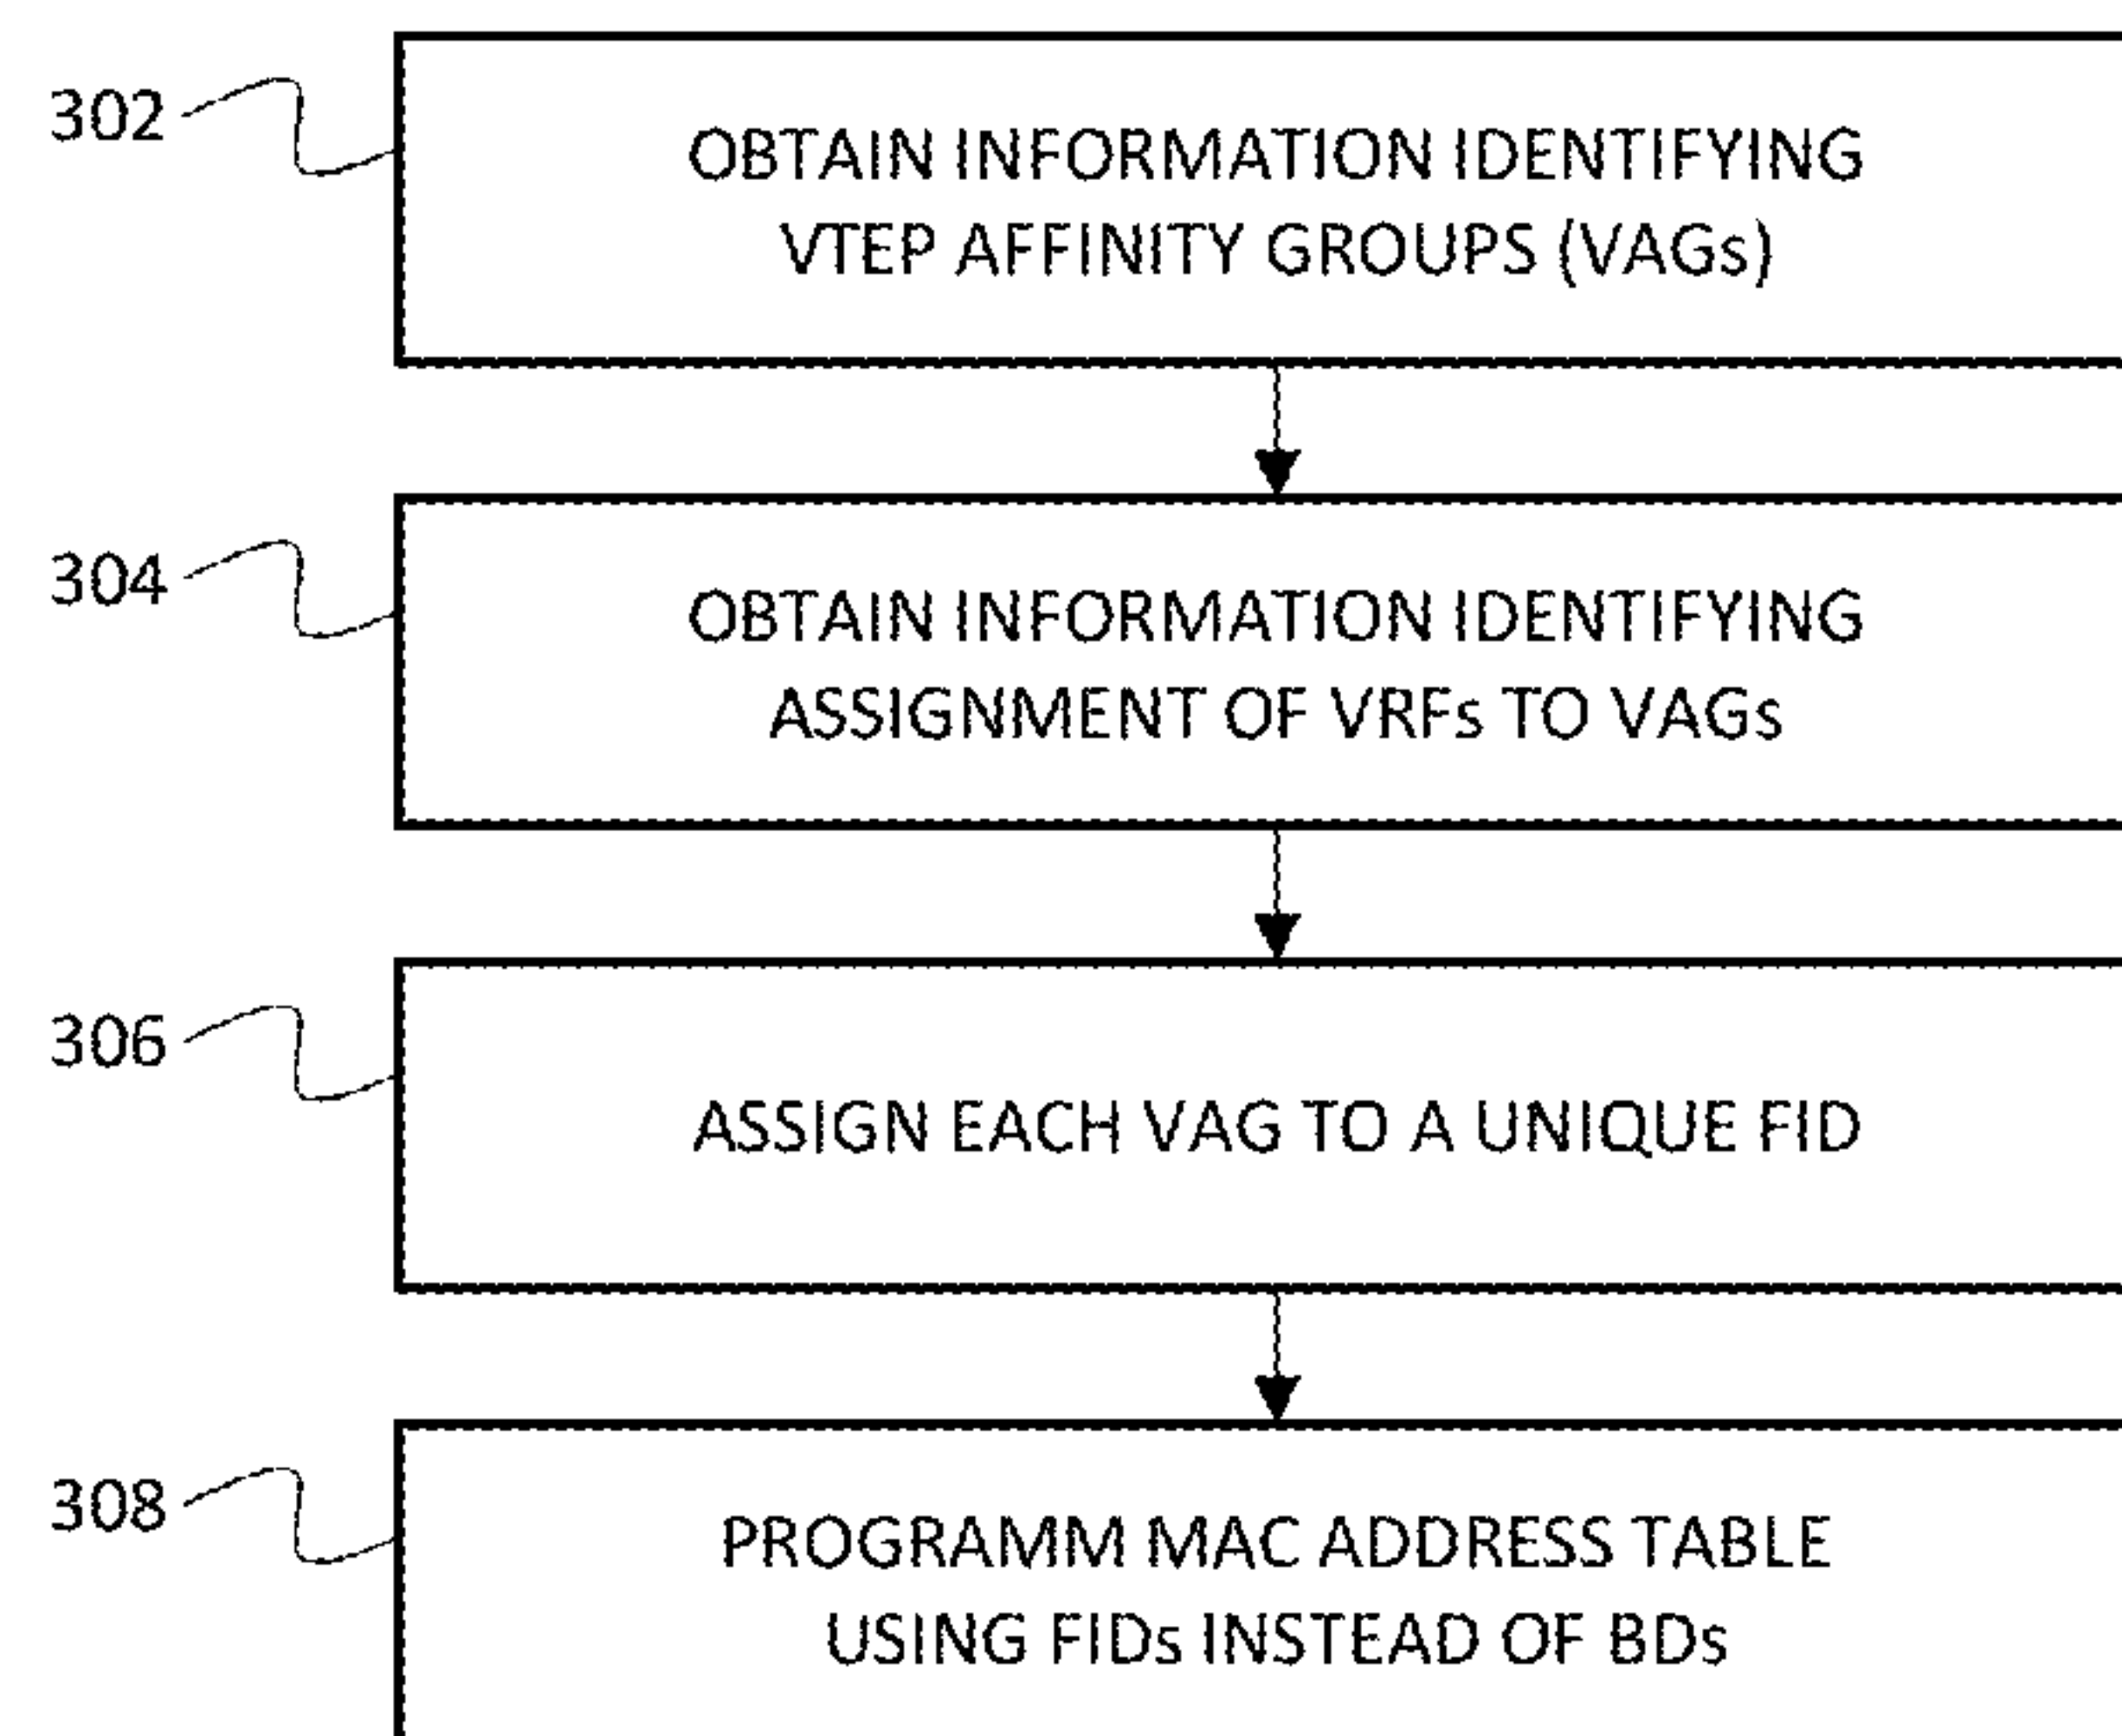 302
OBTAIN INFORMATION IDENTIFYING
VTEP AFFINITY GROUPS (VAGs)
304
OBTAIN INFORMATION IDENTIFYING
ASSIGNMENT OF VRFs TO VAGs
306
ASSIGN EACH VAG TO A UNIQUE FID
308
PROGRAMM MAC ADDRESS TABLE
USING FIDs INSTEAD OF BDs